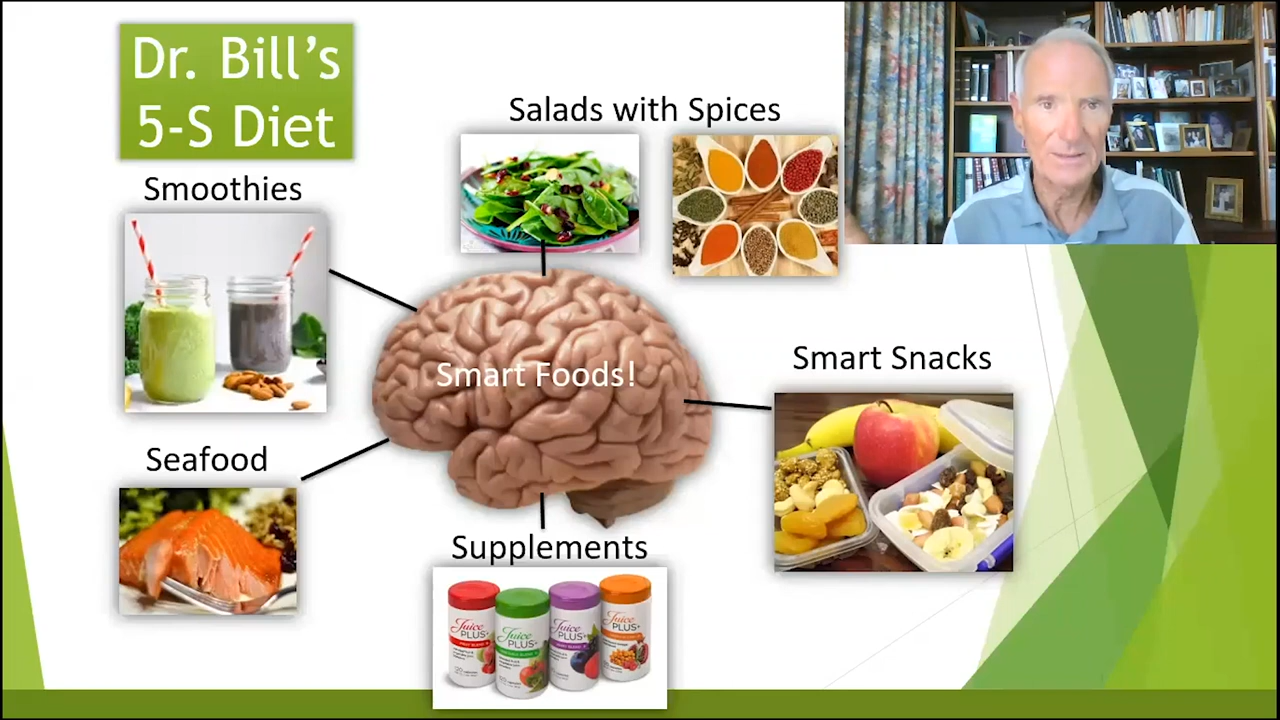 Dr. Bill's
5-S Diet
Salads with Spices
Smoothies
Smart Foods!
Smart Snacks
Seafood
Supplements
Juice
PLUS+
Juice
PLUS+
Juice
PLUS+
Juice
PLUS+